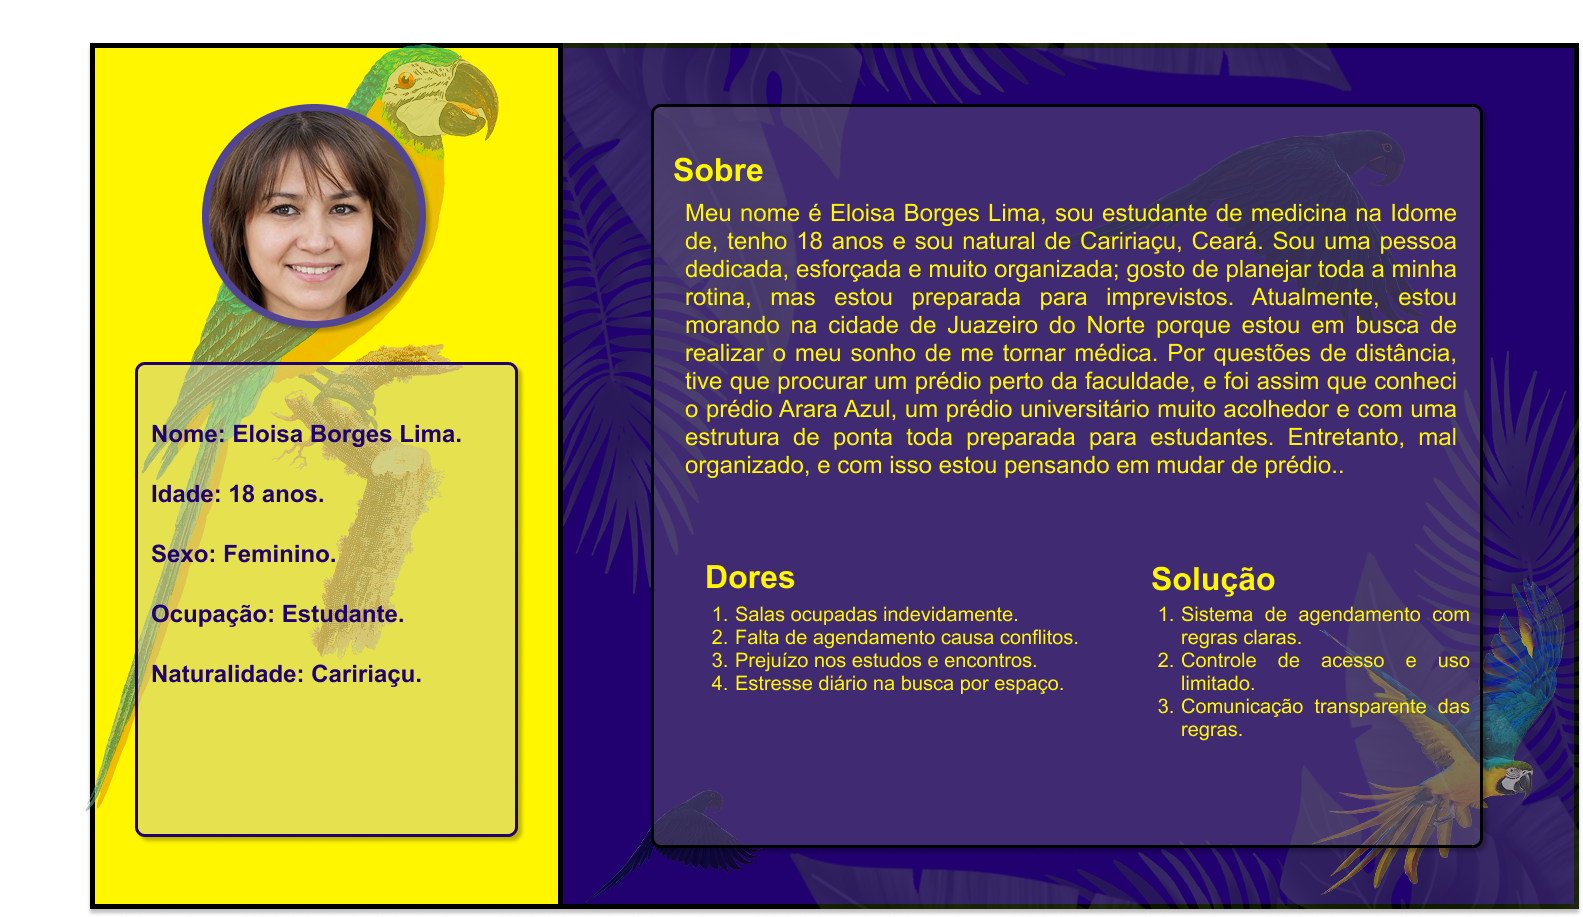 Nome: Eloisa Borges Lima.
Idade: 18 anos.
Sexo: Feminino.
Ocupação: Estudante.
Naturalidade: Caririaçu.
Sobre
Meu nome é Eloisa Borges Lima, sou estudante de medicina na Idome
de, tenho 18 anos e sou natural de Caririaçu, Ceará. Sou uma pessoa
dedicada, esforçada e muito organizada; gosto de planejar toda a minha
rotina, mas estou preparada para imprevistos. Atualmente, estou
morando na cidade de Juazeiro do Norte porque estou em busca de
realizar o meu sonho de me tornar médica. Por questões de distância,
tive que procurar um prédio perto da faculdade, e foi assim que conheci
o prédio Arara Azul, um prédio universitário muito acolhedor e com uma
estrutura de ponta toda preparada para estudantes. Entretanto, mal
organizado, e com isso estou pensando em mudar de prédio..
Dores
1. Salas ocupadas indevidamente.
2. Falta de agendamento causa conflitos.
3. Prejuízo nos estudos e encontros.
4. Estresse diário na busca por espaço.
Solução
1. Sistema de agendamento com
regras claras.
2. Controle de acesso e uso
limitado.
3. Comunicação transparente das
regras.